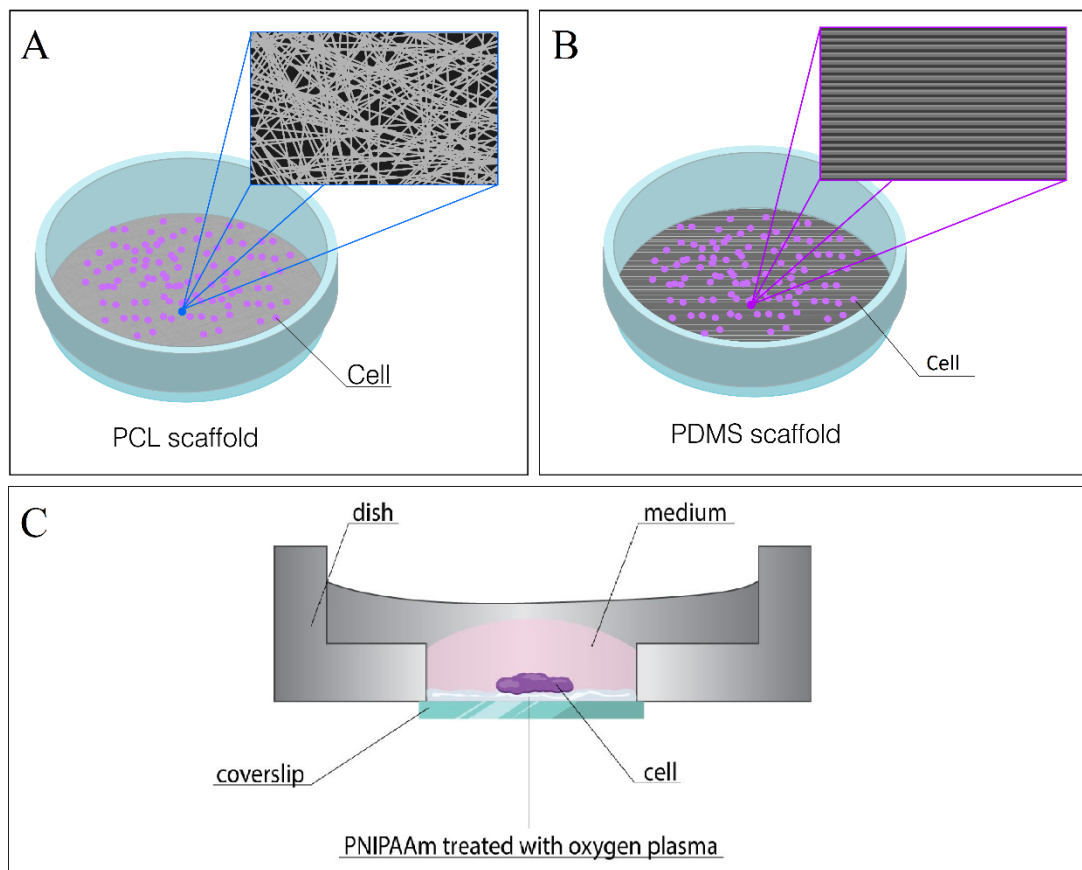 A
Cell
PCL scaffold
B
Cell
PDMS scaffold
C
dish
medium
coverslip
cell
PNIPAAm treated with oxygen plasma